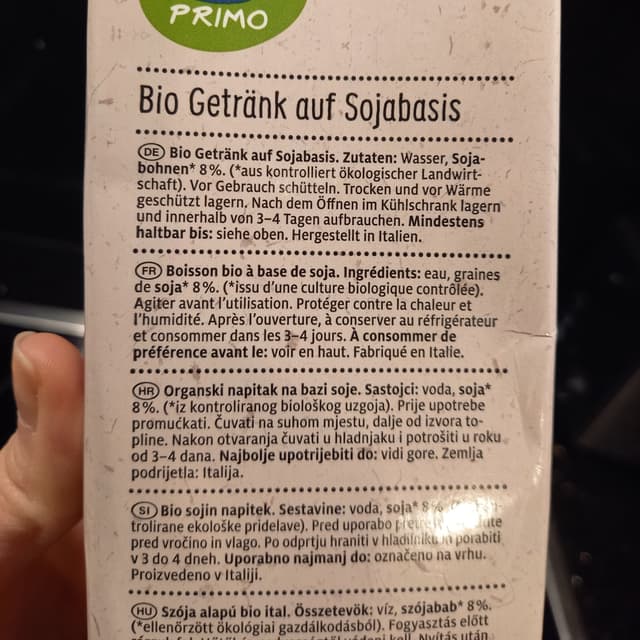 PRIMO
Bio Getränk auf Sojabasis
DE Bio Getränk auf Sojabasis. Zutaten: Wasser, Soja-
bohnen* 8%. (*aus kontrolliert ökologischer Landwirt-
schaft). Vor Gebrauch schütteln. Trocken und vor Wärme
geschützt lagern. Nach dem Öffnen im Kühlschrank lagern
und innerhalb von 3–4 Tagen aufbrauchen. Mindestens
haltbar bis: siehe oben. Hergestellt in Italien.
FR Boisson bio à base de soja. Ingrédients: eau, graines
de soja* 8%. (*issu d'une culture biologique contrôlée).
Agiter avant l'utilisation. Protéger contre la chaleur et
l'humidité. Après l'ouverture, à conserver au réfrigérateur
et consommer dans les 3–4 jours. À consommer de
préférence avant le: voir en haut. Fabriqué en Italie.
HR Organski napitak na bazi soje. Sastojci: voda, soja*
8%. (*iz kontroliranog biološkog uzgoja). Prije upotrebe
promućkati. Čuvati na suhom mjestu, dalje od izvora to-
pline. Nakon otvaranja čuvati u hladnjaku i potrošiti u roku
od 3–4 dana. Najbolje upotrijebiti do: vidi gore. Zemlja
podrijetla: Italija.
SI Bio sojin napitek. Sestavine: voda, soja* 8%
trolirane ekološke pridelave). Pred uporabo
pred vročino in vlago. Po odprtju hraniti v hladilniku in porabiti
v 3 do 4 dneh. Uporabno najmanj do: označeno na vrhu.
Proizvedeno v Italiji.
HU Szója alapú bio ital. Összetevők: víz, szójabab* 8%.
(*ellenőrzött ökológiai gazdálkodásból). Fogyasztás előtt